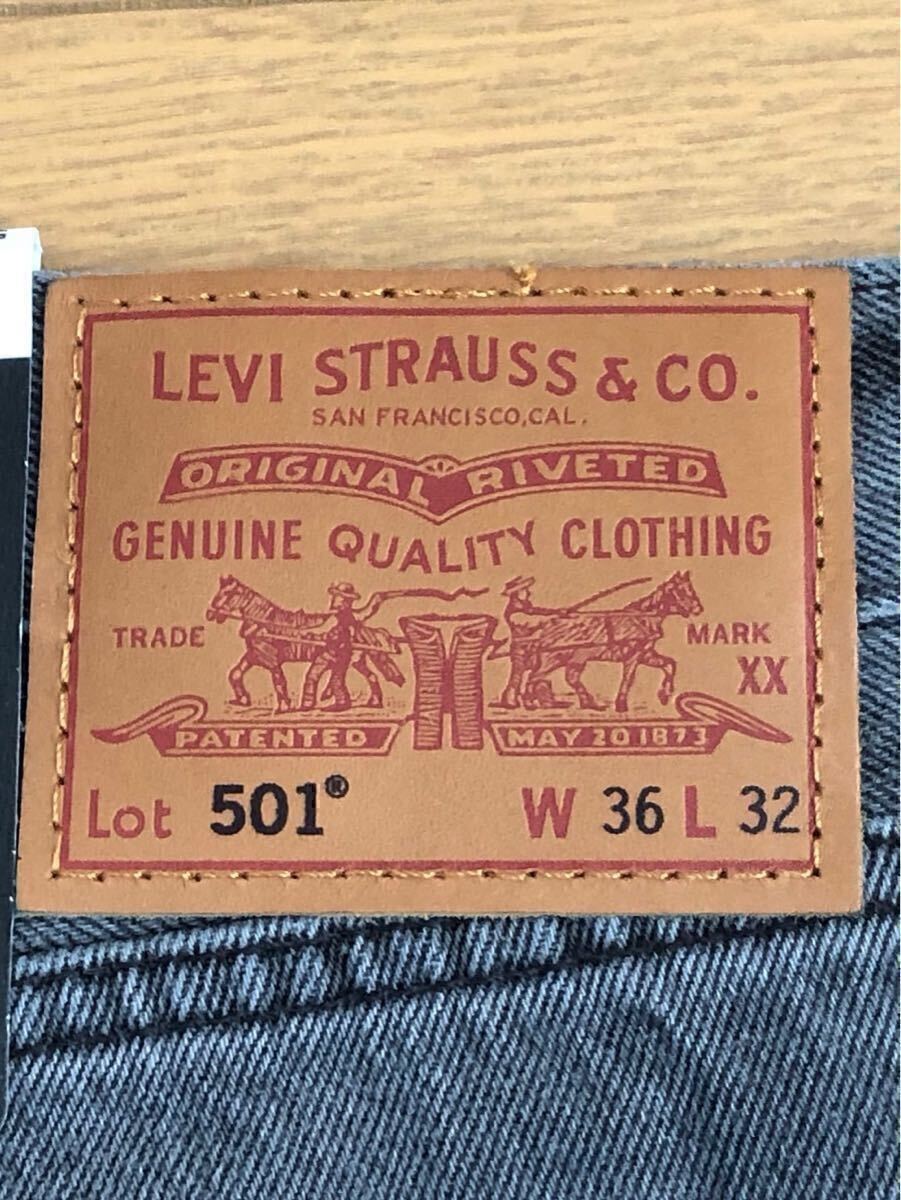 LEVI STRAUSS & CO.
SAN FRANCISCO, CAL.
ORIGINAL RIVETED
GENUINE QUALITY CLOTHING
TRADE MARK
XX
PATENTED MAY 20 1873
Lot 501® W 36 L 32